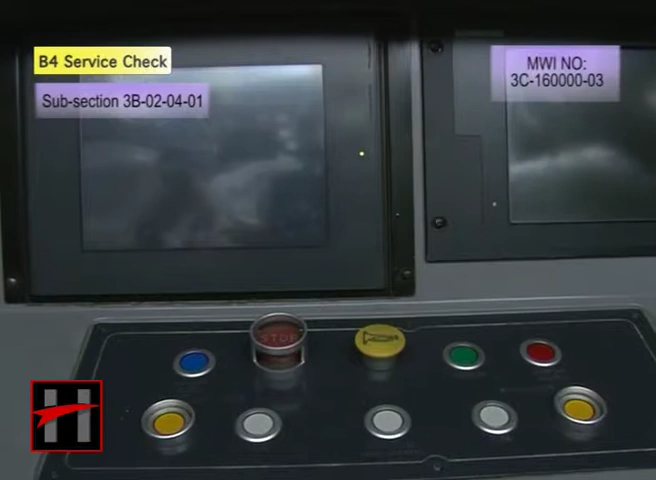 B4 Service Check
Sub-section 3B-02-04-01
MWI NO:
3C-160000-03
STOP
H